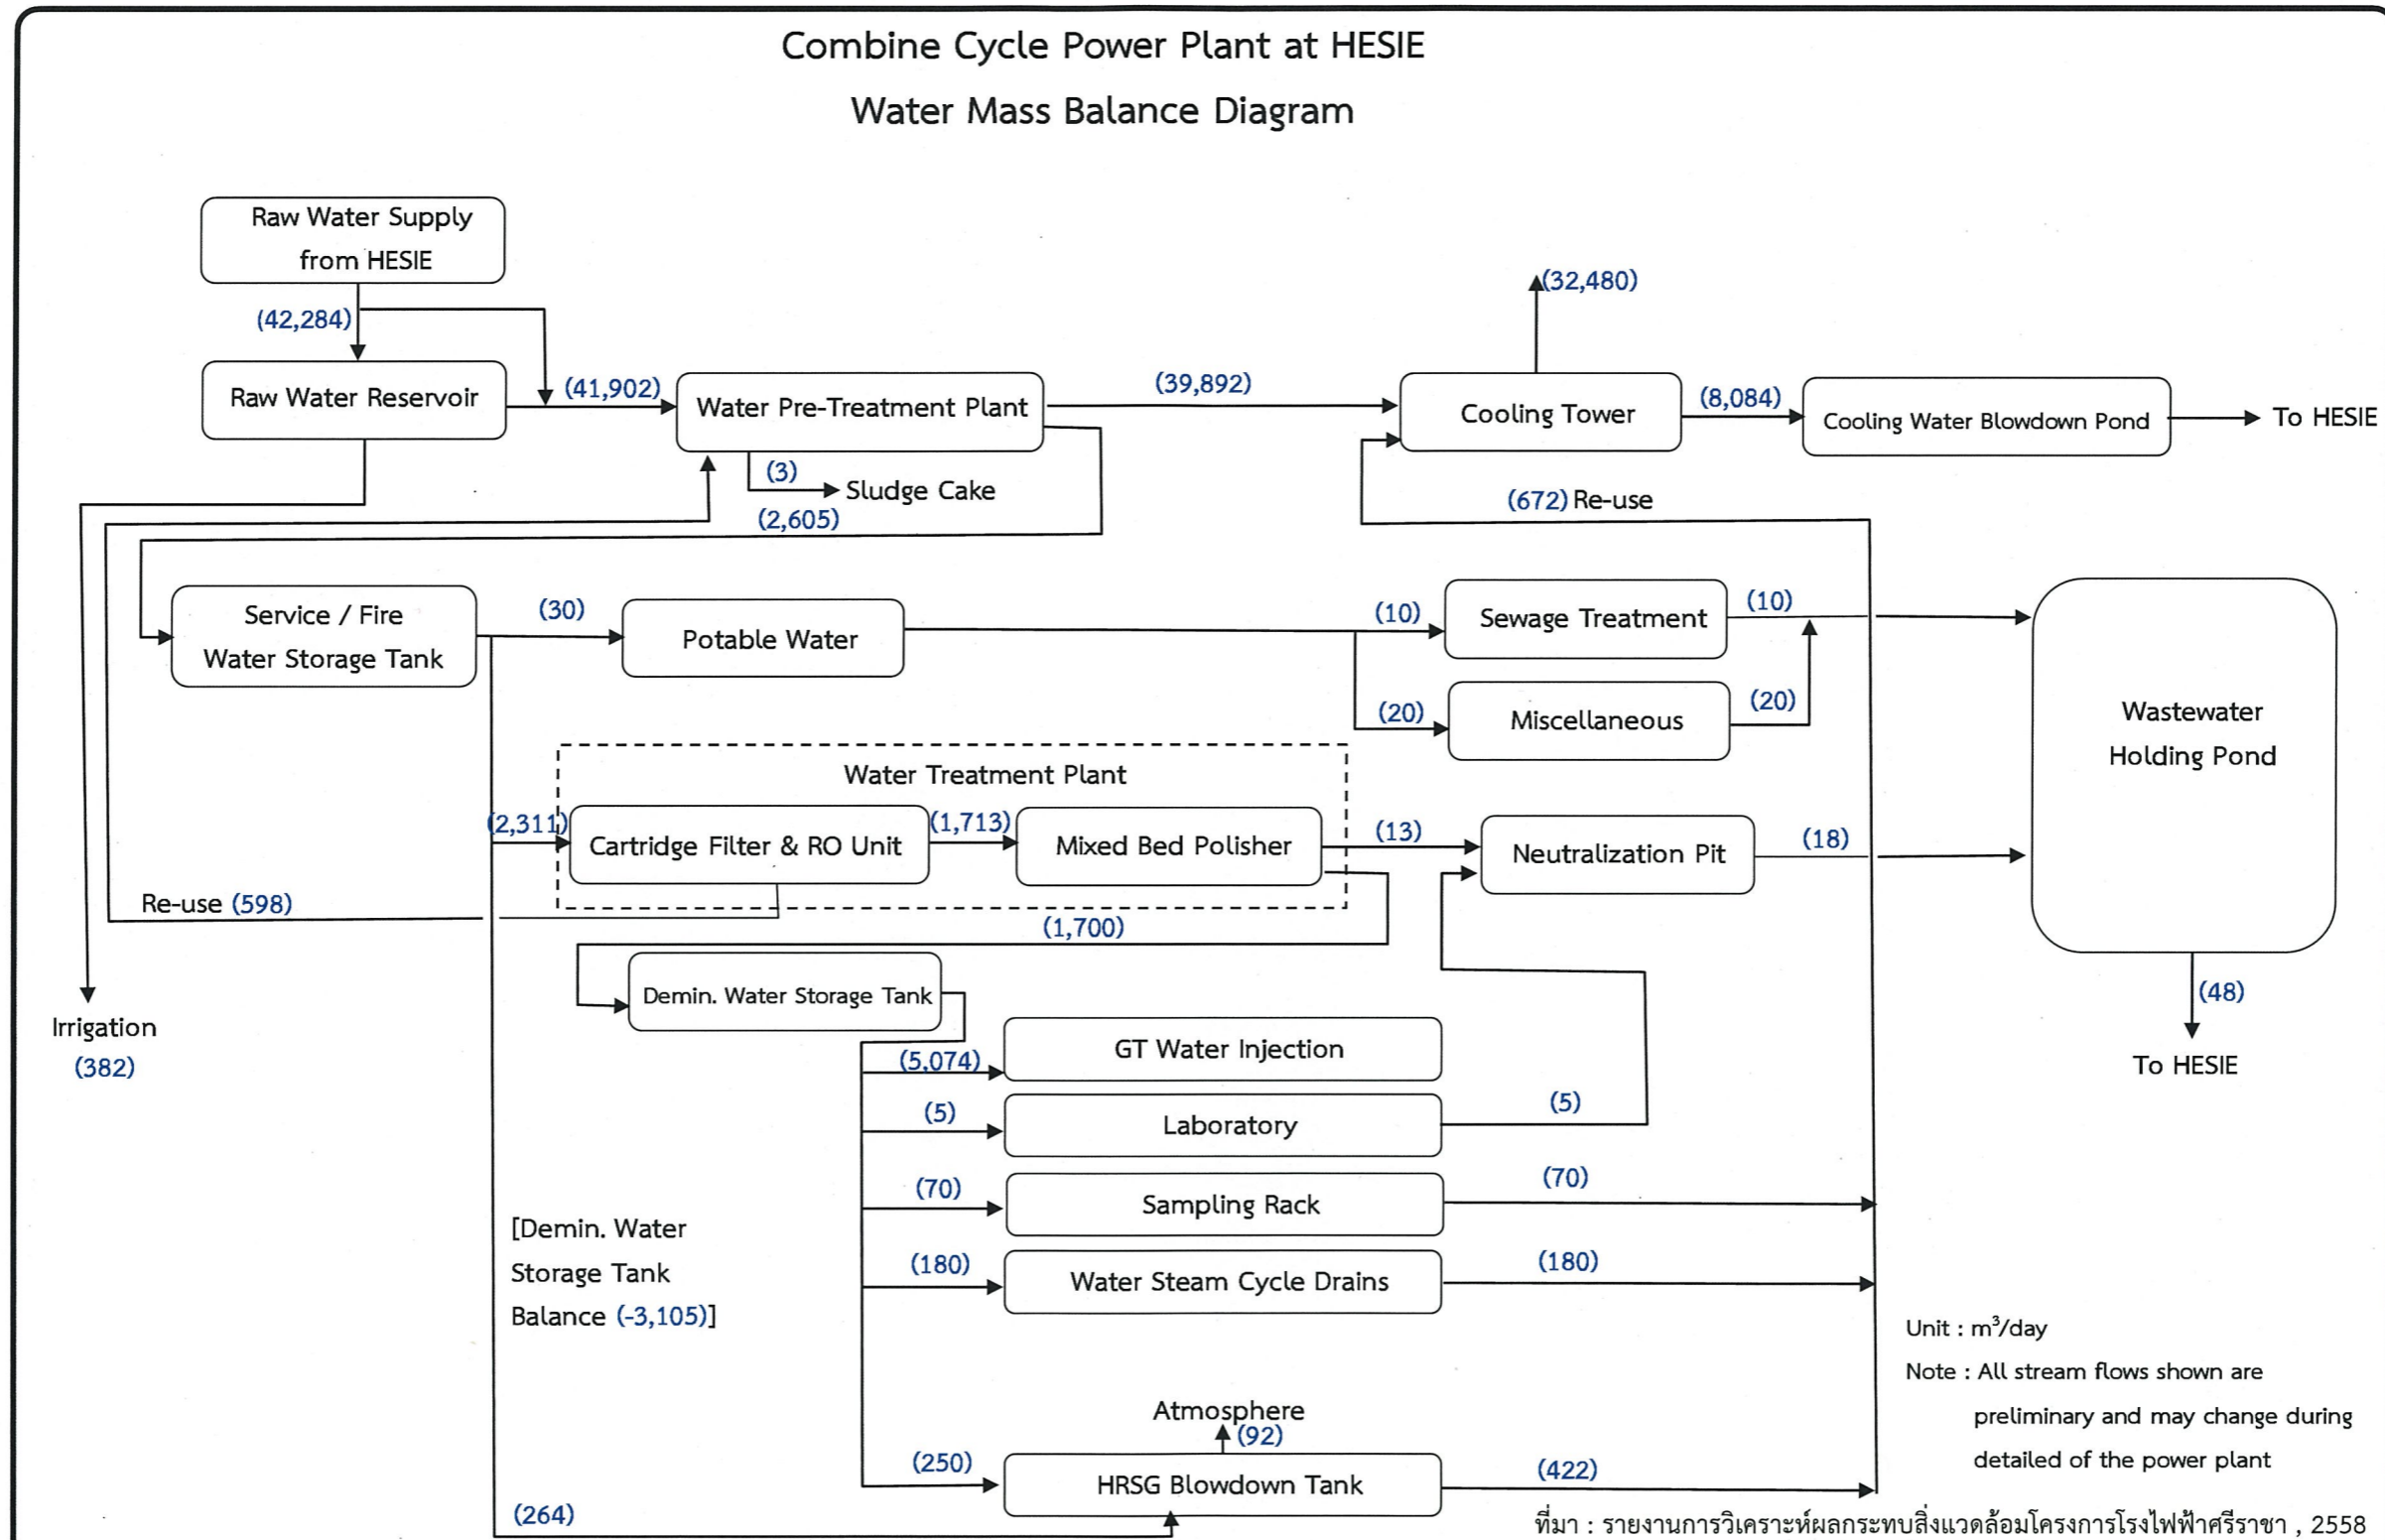 Combine Cycle Power Plant at HESIE
Water Mass Balance Diagram
Raw Water Supply
from HESIE
(42,284)
(32,480)
Raw Water Reservoir
(41,902)
Water Pre-Treatment Plant
(39,892)
Cooling Tower
(8,084)
Cooling Water Blowdown Pond
To HESIE
(3)
Sludge Cake
(2,605)
(672) Re-use
Service / Fire
Water Storage Tank
(30)
Potable Water
(10)
Sewage Treatment
(10)
(20)
Miscellaneous
(20)
Wastewater
Holding Pond
Water Treatment Plant
(2,311)
Cartridge Filter & RO Unit
(1,713)
Mixed Bed Polisher
(13)
Neutralization Pit
(18)
Re-use (598)
(1,700)
Demin. Water Storage Tank
(48)
To HESIE
Irrigation
(382)
(5,074)
GT Water Injection
(5)
Laboratory
(5)
(70)
Sampling Rack
(70)
[Demin. Water
Storage Tank
Balance (-3,105)]
(180)
Water Steam Cycle Drains
(180)
Atmosphere
(92)
(250)
HRSG Blowdown Tank
(422)
(264)
Unit : m³/day
Note : All stream flows shown are
preliminary and may change during
detailed of the power plant
ที่มา : รายงานการวิเคราะห์ผลกระทบสิ่งแวดล้อมโครงการโรงไฟฟ้าศรีราชา , 2558